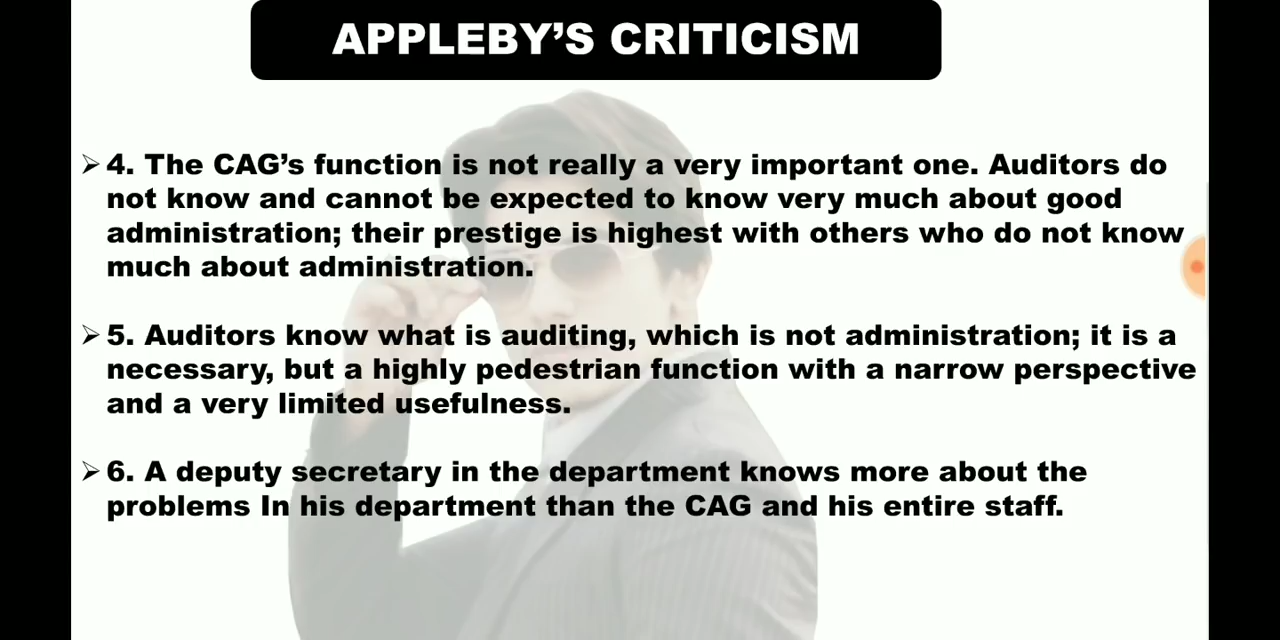 APPLEBY’S CRITICISM
➢ 4. The CAG’s function is not really a very important one. Auditors do
not know and cannot be expected to know very much about good
administration; their prestige is highest with others who do not know
much about administration.
➢ 5. Auditors know what is auditing, which is not administration; it is a
necessary, but a highly pedestrian function with a narrow perspective
and a very limited usefulness.
➢ 6. A deputy secretary in the department knows more about the
problems In his department than the CAG and his entire staff.